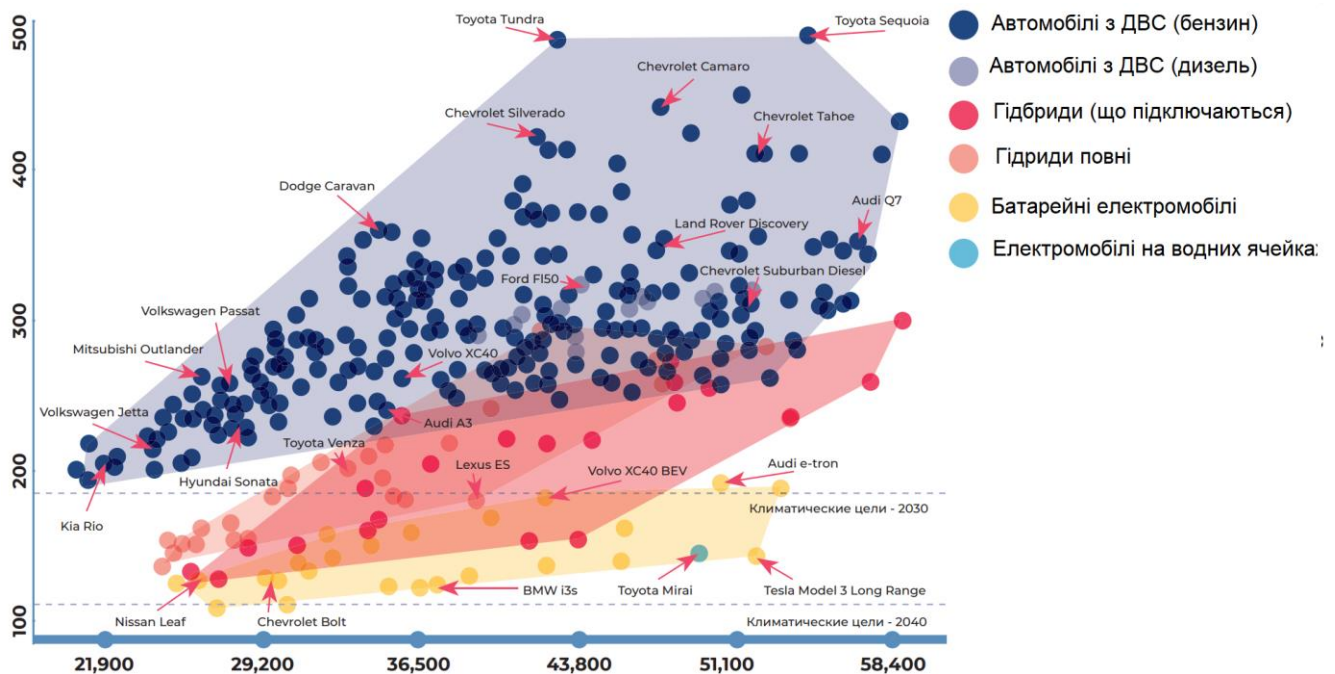 500
400
300
200
100
21,900
29,200
36,500
43,800
51,100
58,400
Toyota Tundra
Toyota Sequoia
Chevrolet Camaro
Chevrolet Silverado
Chevrolet Tahoe
Dodge Caravan
Audi Q7
Land Rover Discovery
Ford FI50
Chevrolet Suburban Diesel
Volkswagen Passat
Mitsubishi Outlander
Volvo XC40
Volkswagen Jetta
Audi A3
Toyota Venza
Lexus ES
Volvo XC40 BEV
Audi e-tron
Hyundai Sonata
Kia Rio
Климатические цели - 2030
Nissan Leaf
Chevrolet Bolt
BMW i3s
Toyota Mirai
Tesla Model 3 Long Range
Климатические цели - 2040
Автомобілі з ДВС (бензин)
Автомобілі з ДВС (дизель)
Гідбриди (що підключаються)
Гідриди повні
Батарейні електромобілі
Електромобілі на водних ячейка